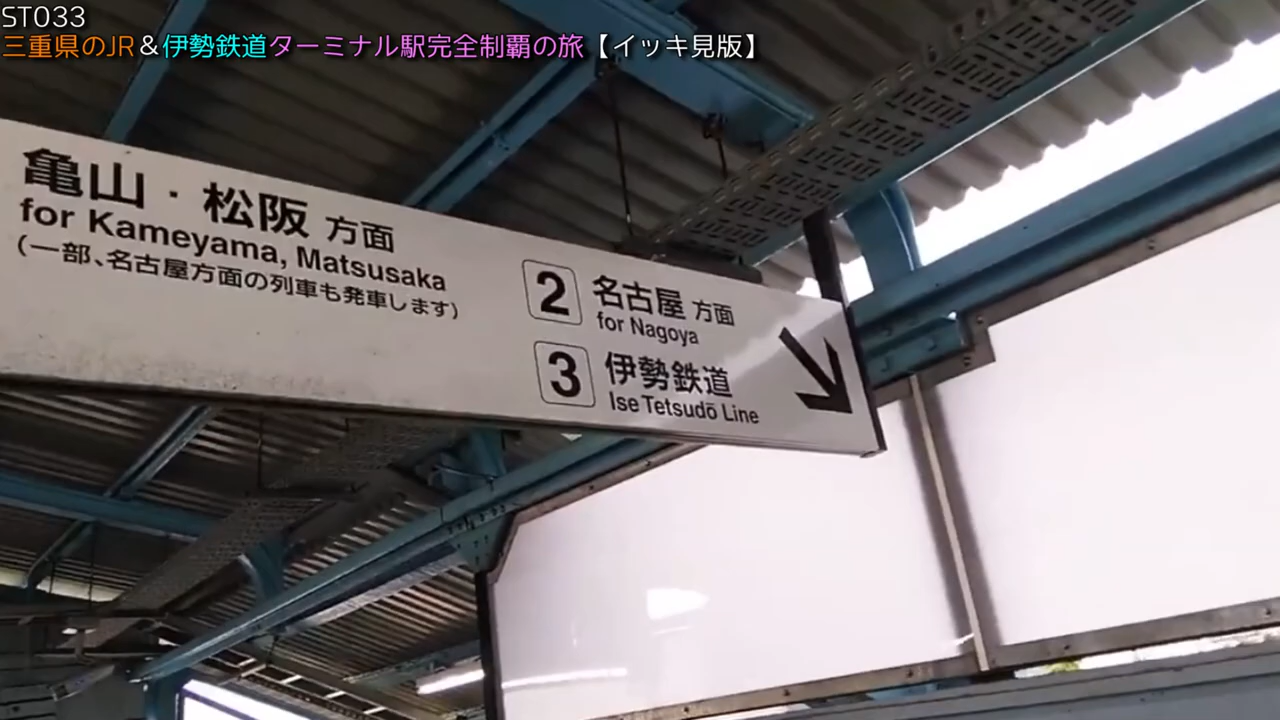 ST033
三重県のJR＆伊勢鉄道ターミナル駅完全制覇の旅【イッキ見版】
亀山・松阪 方面
for Kameyama, Matsusaka
(一部、名古屋方面の列車も発車します)
2 名古屋 方面
for Nagoya
3 伊勢鉄道
Ise Tetsudō Line